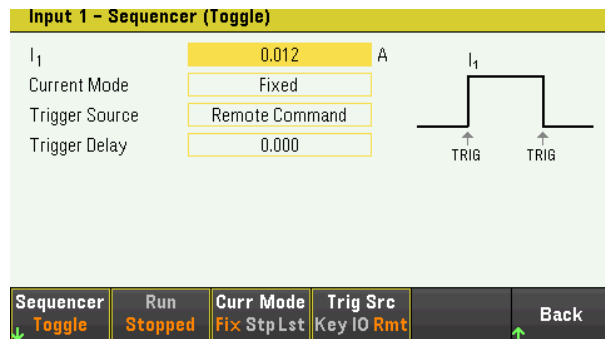 Input 1 – Sequencer (Toggle)
I1 0.012 A
Current Mode Fixed
Trigger Source Remote Command
Trigger Delay 0.000
I1
TRIG TRIG
Sequencer Run Curr Mode Trig Src
Toggle Stopped Fix Stp Lst Key IO Rmt Back